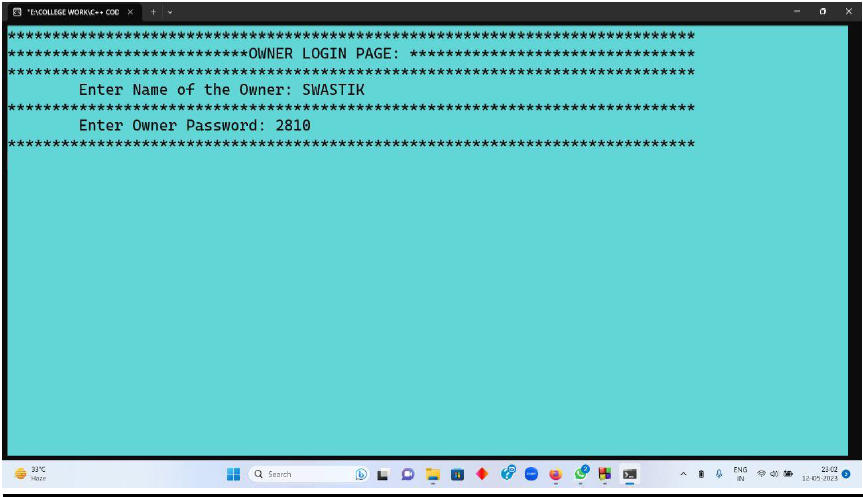 "E:\COLLEGE WORK\C++ COD
*****************************************************************************
***************************OWNER LOGIN PAGE: ********************************
*****************************************************************************
Enter Name of the Owner: SWASTIK
*****************************************************************************
Enter Owner Password: 2810
*****************************************************************************
33°C
Haze
Search
ENG
IN
23-02
12-05-2023